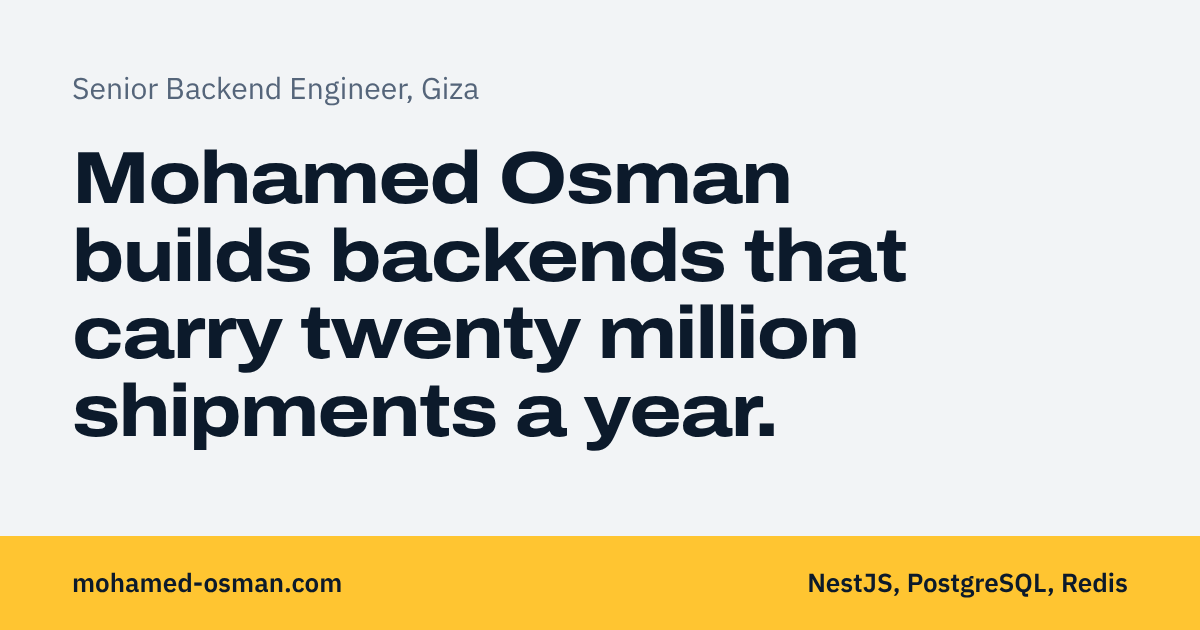 Senior Backend Engineer, Giza
Mohamed Osman
builds backends that
carry twenty million
shipments a year.
mohamed-osman.com
NestJS, PostgreSQL, Redis